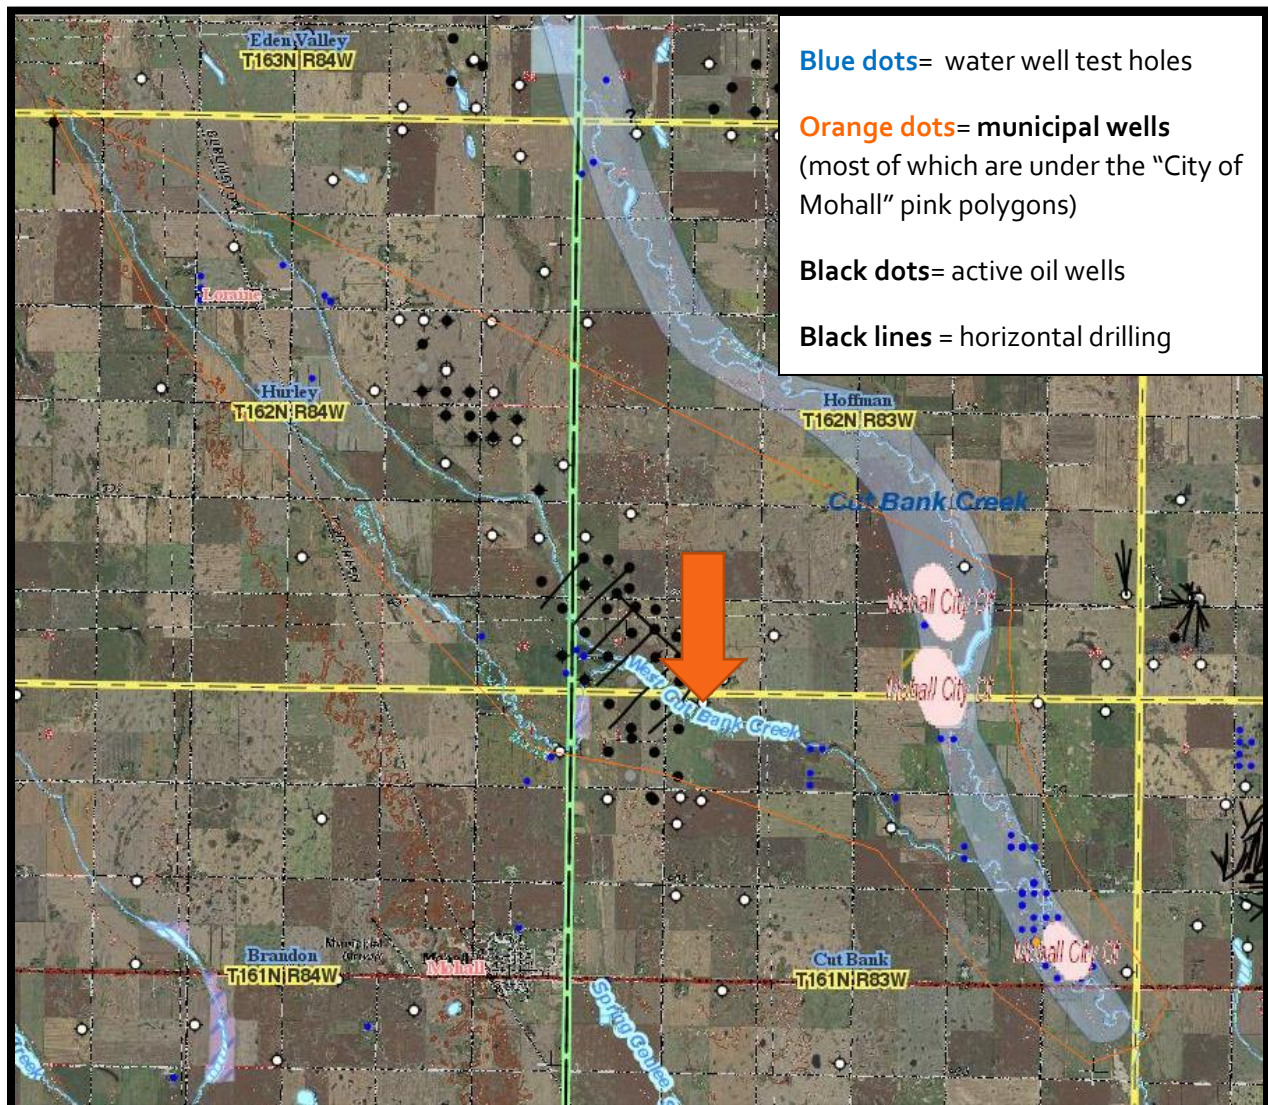 Eden Valley
T163N R84W
Blue dots= water well test holes
Orange dots= municipal wells
(most of which are under the “City of
Mohall” pink polygons)
Black dots= active oil wells
Black lines = horizontal drilling
?
Loraine
Hurley
T162N R84W
Hoffman
T162N R83W
Cut Bank Creek
Mohall City Of
Mohall City Of
West Cut Bank Creek
Brandon
T161N R84W
Mohall
Cut Bank
T161N R83W
Mohall City Of
Creek